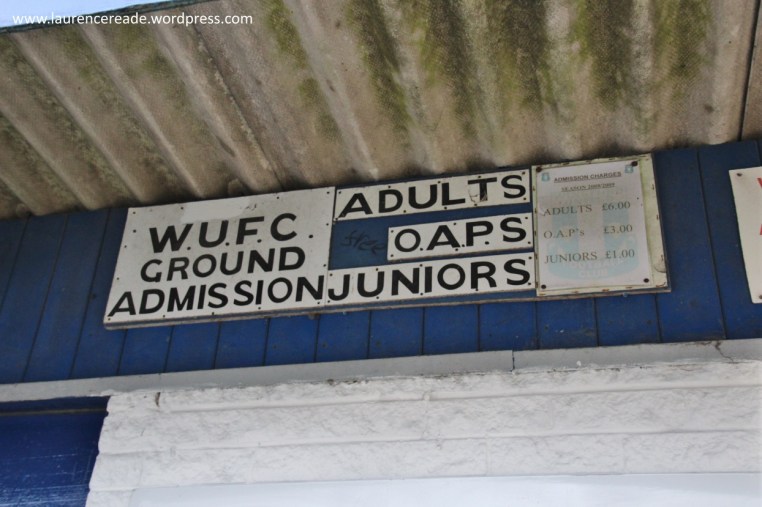 www.laurencereade.wordpress.com
W.U.F.C.
GROUND
ADMISSION
ADULTS
O.A.P.S
JUNIORS
ADMISSION CHARGES
ADULTS £6.00
O.A.P's £3.00
JUNIORS £1.00